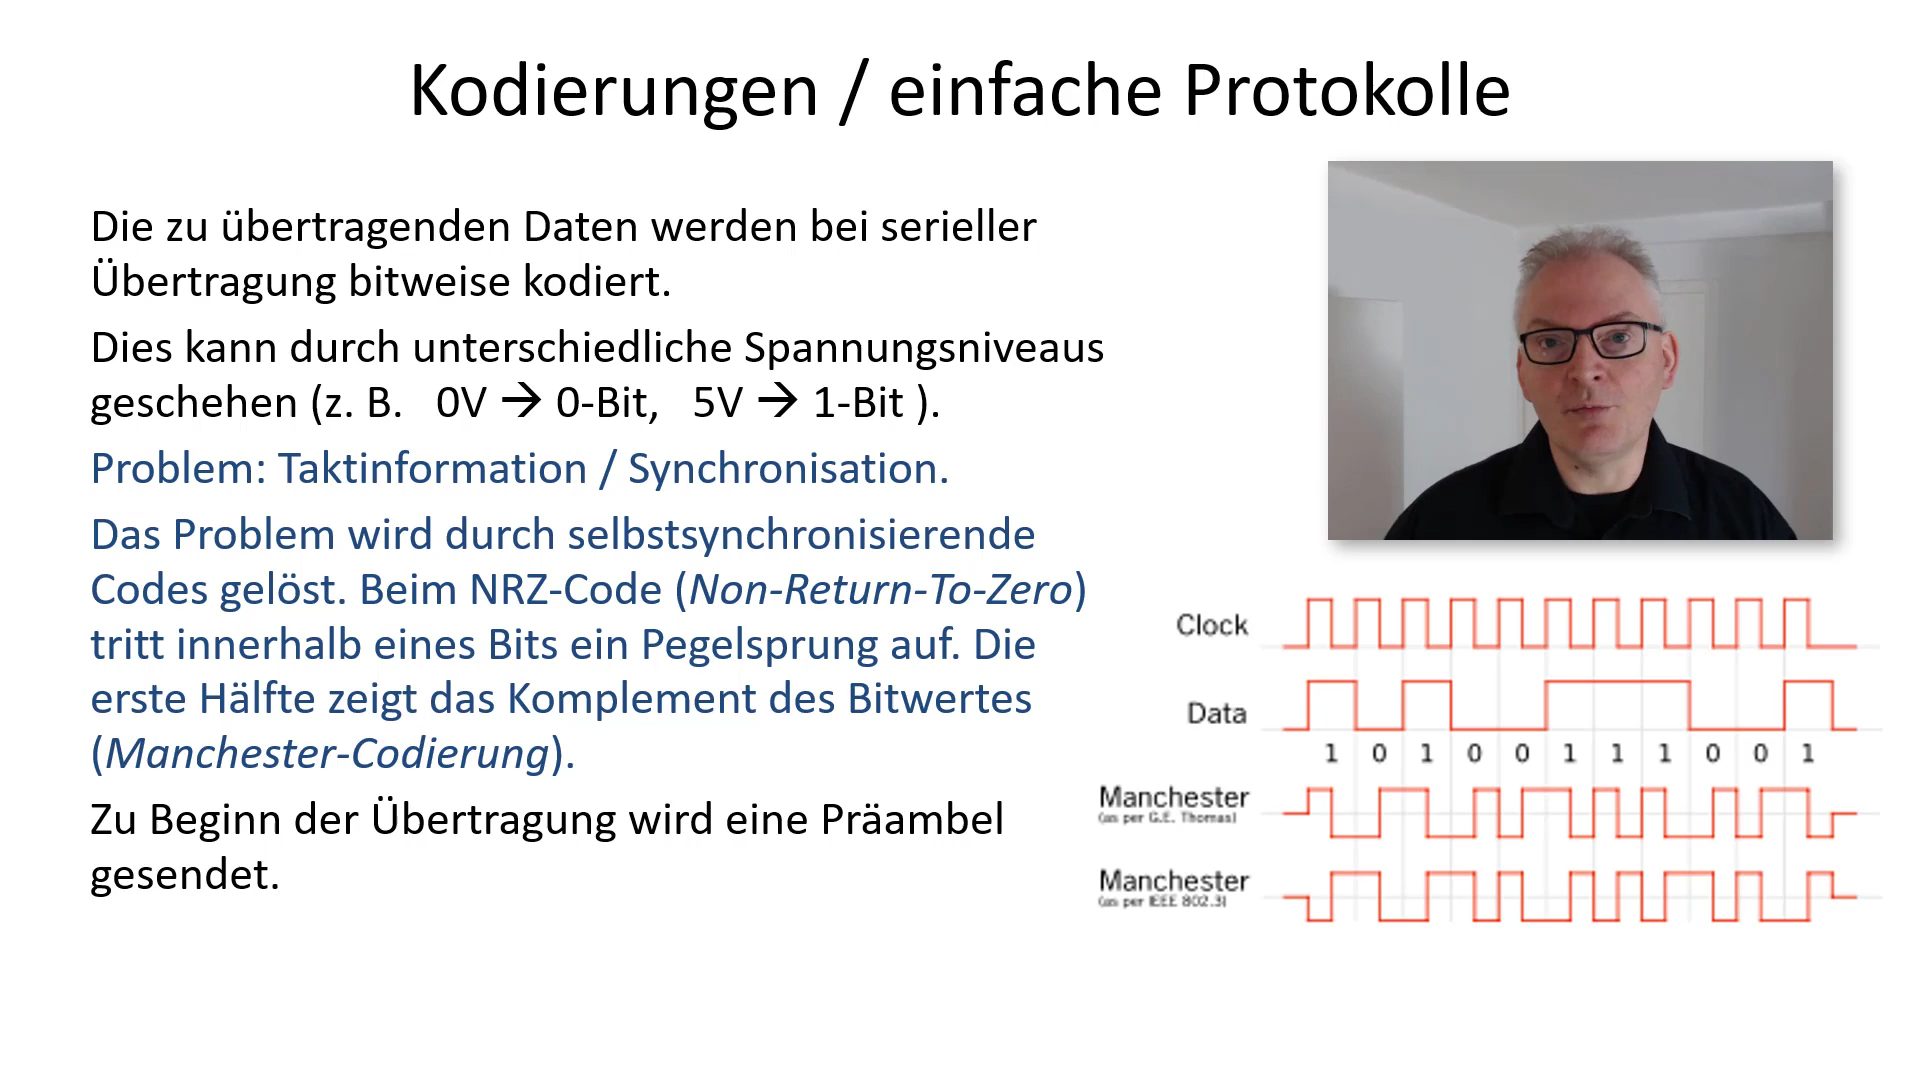 Kodierungen / einfache Protokolle
Die zu übertragenden Daten werden bei serieller
Übertragung bitweise kodiert.
Dies kann durch unterschiedliche Spannungsniveaus
geschehen (z. B. 0V → 0-Bit, 5V → 1-Bit ).
Problem: Taktinformation / Synchronisation.
Das Problem wird durch selbstsynchronisierende
Codes gelöst. Beim NRZ-Code (Non-Return-To-Zero)
tritt innerhalb eines Bits ein Pegelsprung auf. Die
erste Hälfte zeigt das Komplement des Bitwertes
(Manchester-Codierung).
Zu Beginn der Übertragung wird eine Präambel
gesendet.
Clock
Data
1 0 1 0 0 1 1 1 0 0 1
Manchester
(as per G.E. Thomas)
Manchester
(as per IEEE 802.3)